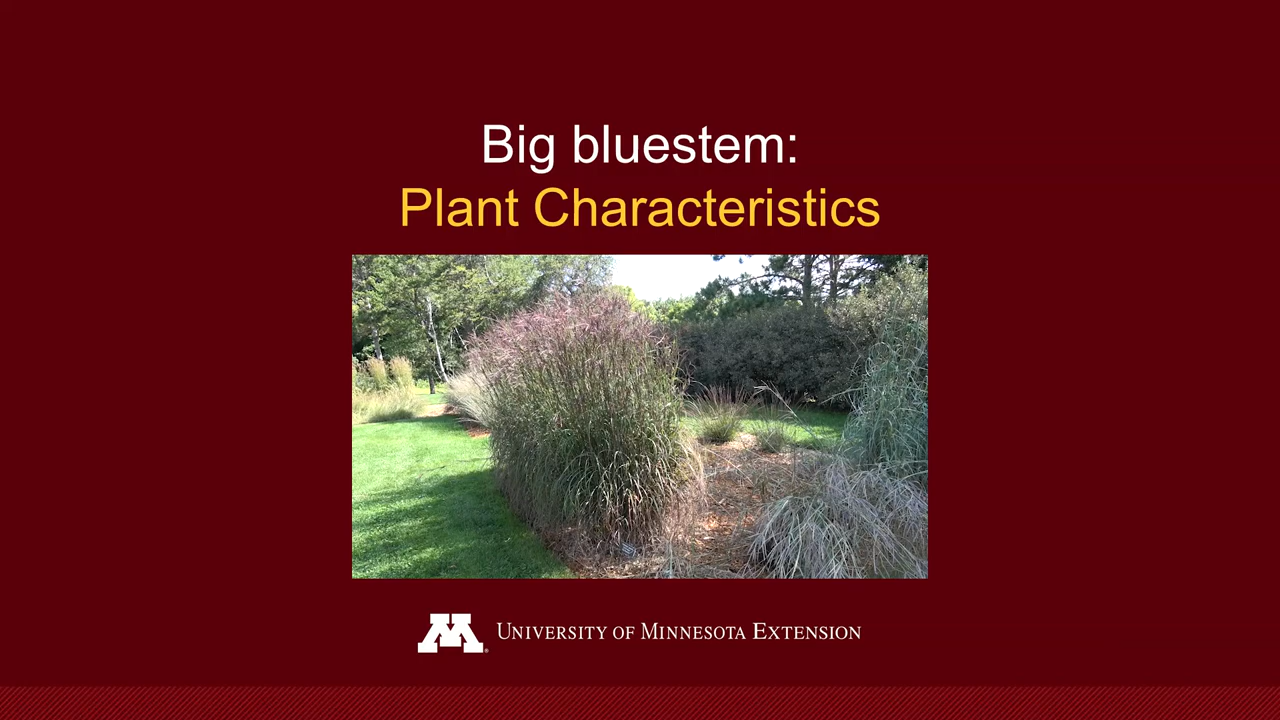 Big bluestem:
Plant Characteristics
M
University of Minnesota Extension